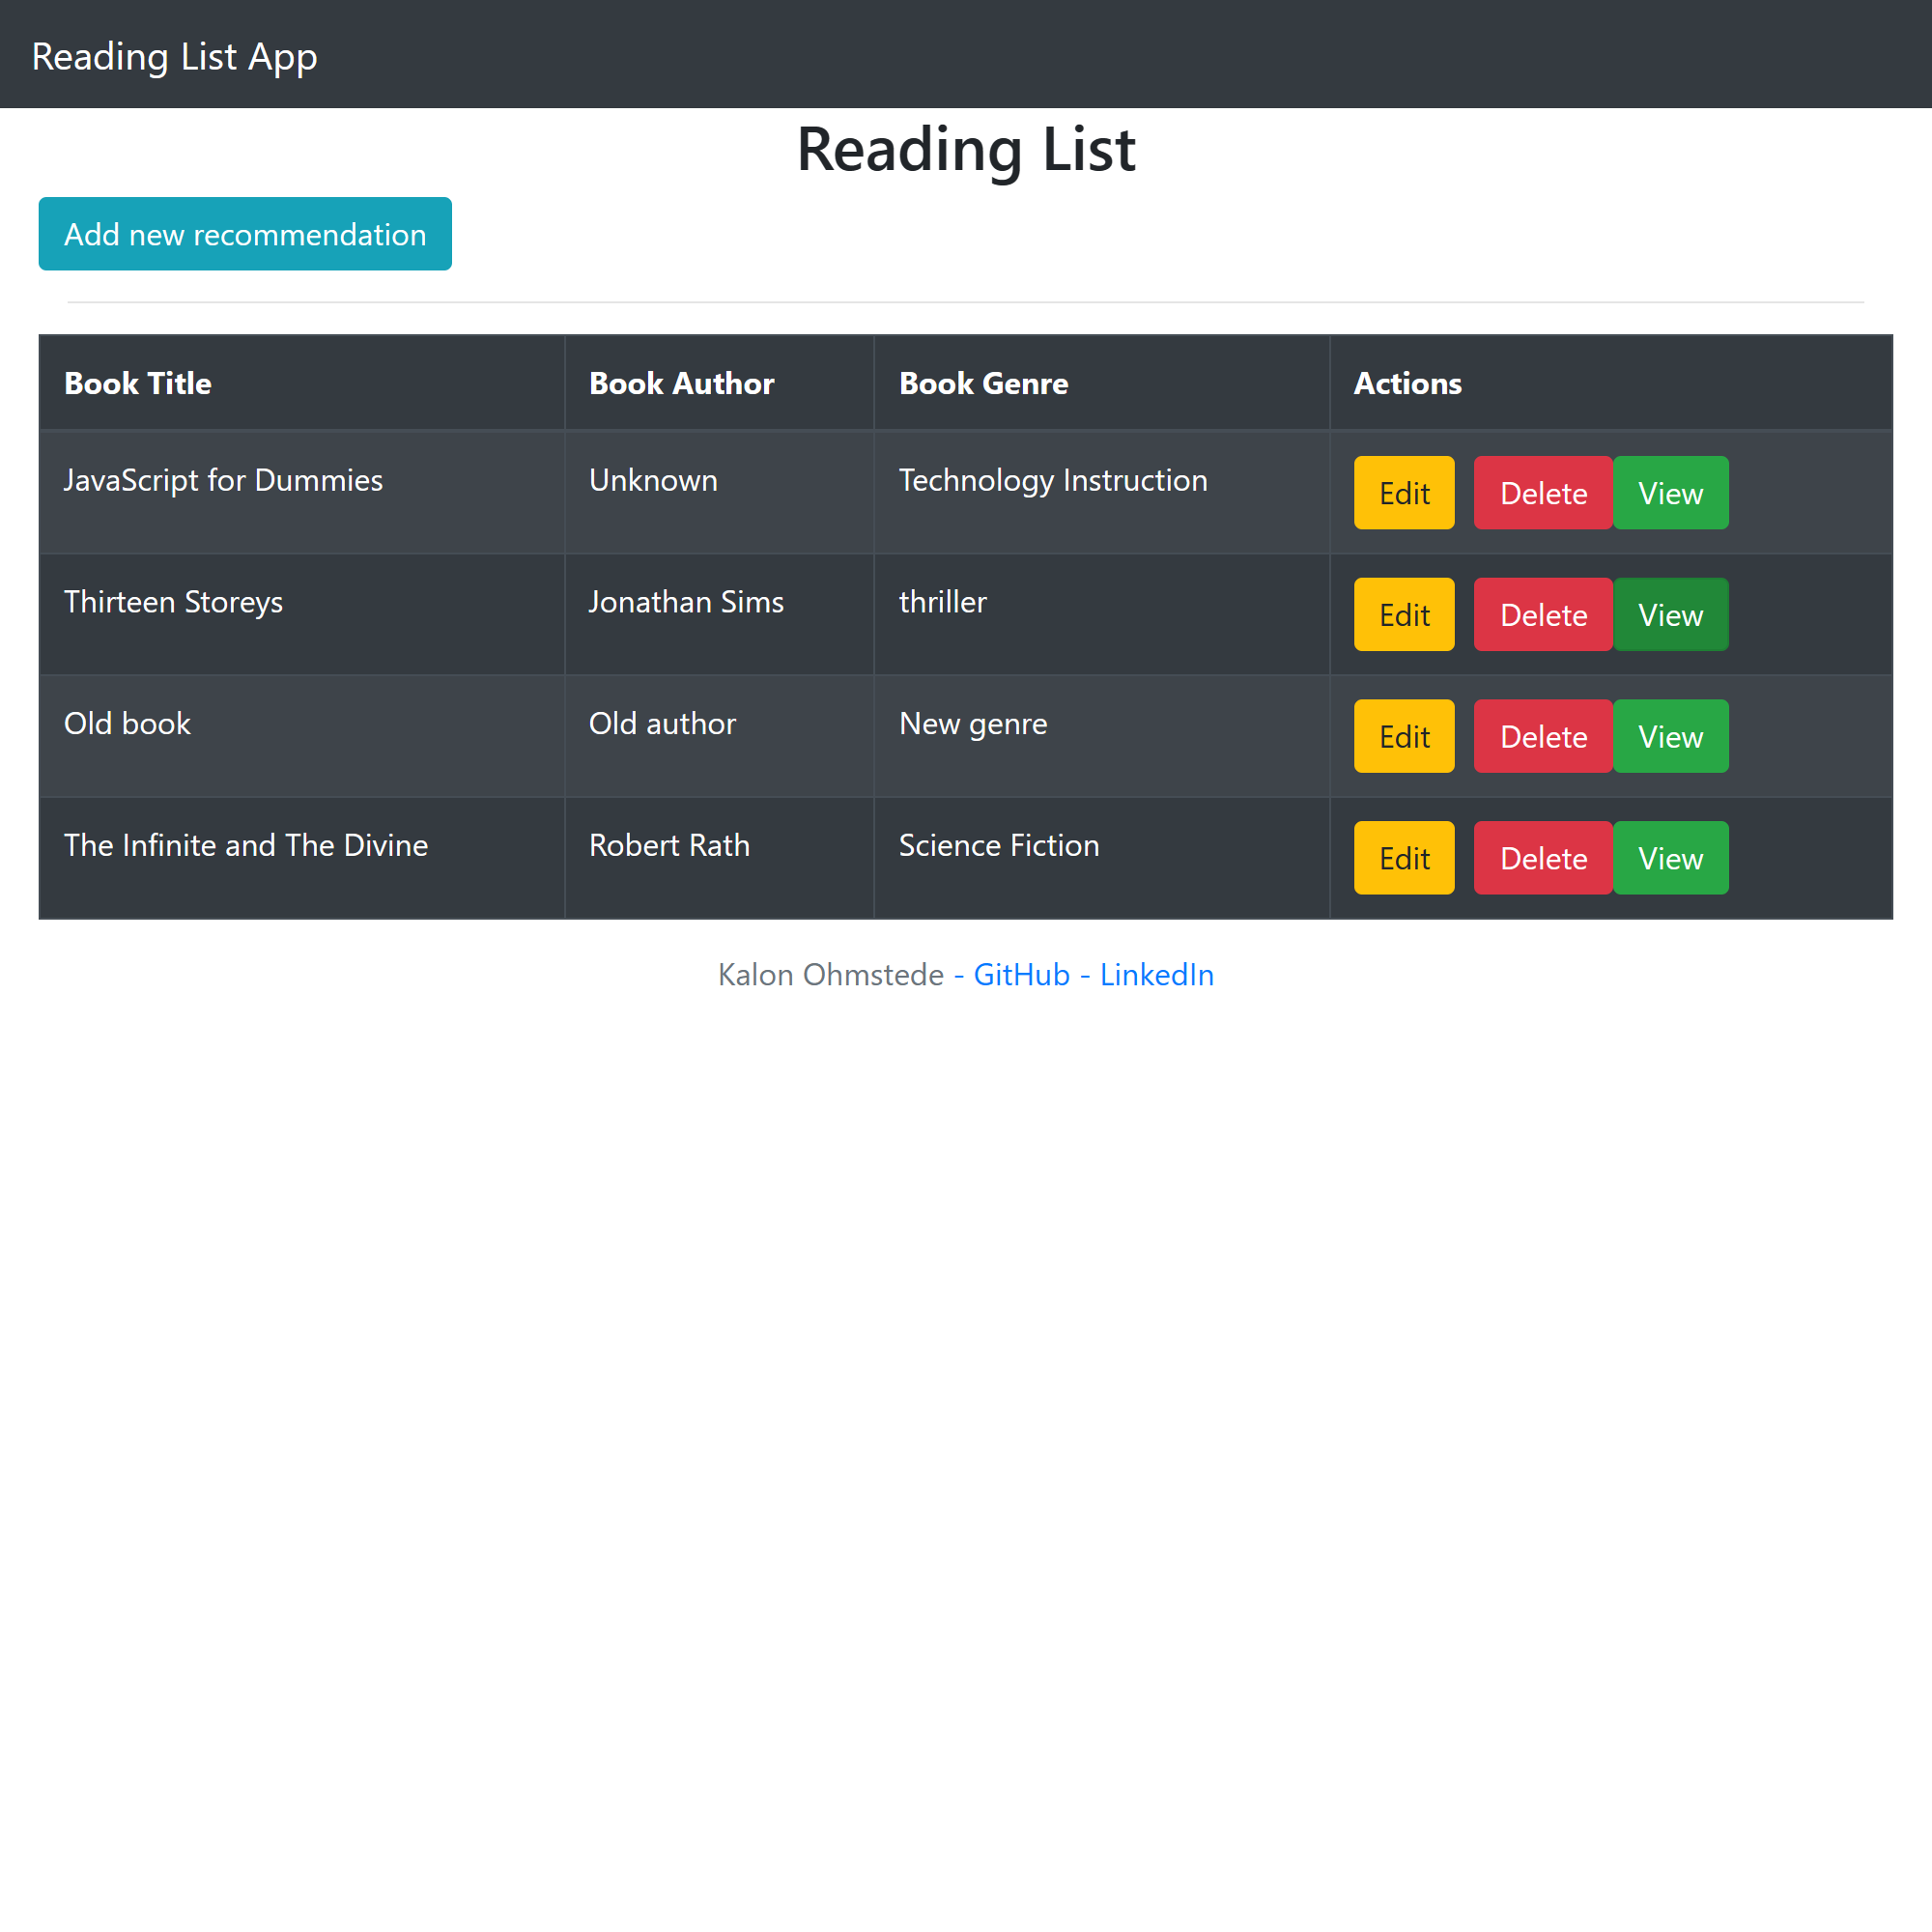 Reading List App
Reading List
Add new recommendation
Book Title Book Author Book Genre Actions
JavaScript for Dummies Unknown Technology Instruction Edit Delete View
Thirteen Storeys Jonathan Sims thriller Edit Delete View
Old book Old author New genre Edit Delete View
The Infinite and The Divine Robert Rath Science Fiction Edit Delete View
Kalon Ohmstede - GitHub - LinkedIn